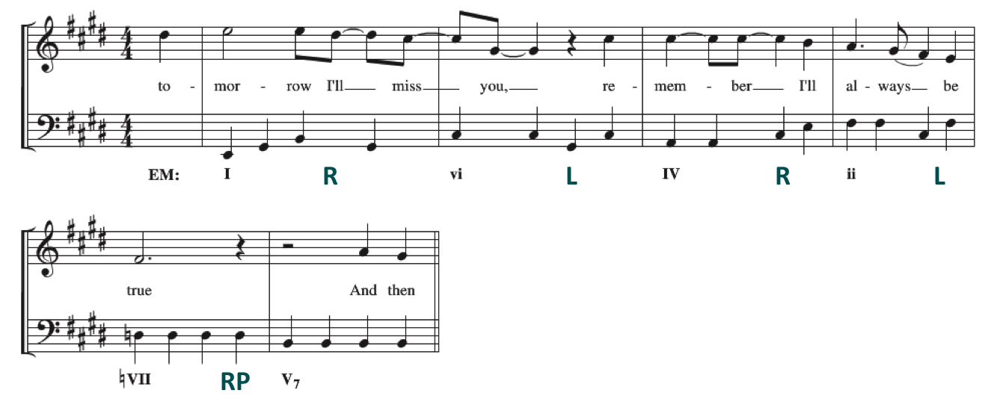 to - mor - row I'll miss you, re - mem - ber I'll al - ways be
EM: I R vi L IV R ii L
true And then
♮VII RP V7